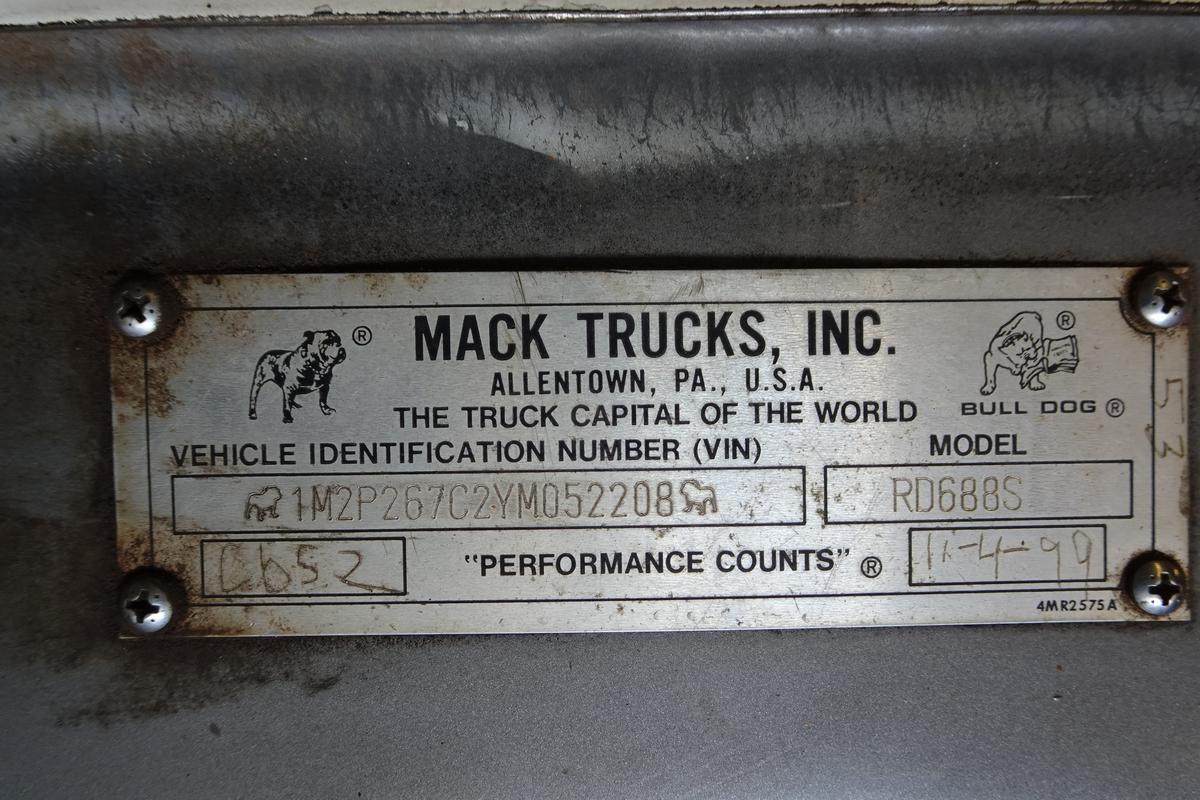 MACK TRUCKS, INC.
ALLENTOWN, PA., U.S.A.
THE TRUCK CAPITAL OF THE WORLD
® ®
BULL DOG ®
VEHICLE IDENTIFICATION NUMBER (VIN)
MODEL
1M2P267C2YM052208
RD688S
"PERFORMANCE COUNTS" ®
11-4-99
4MR2575A
53